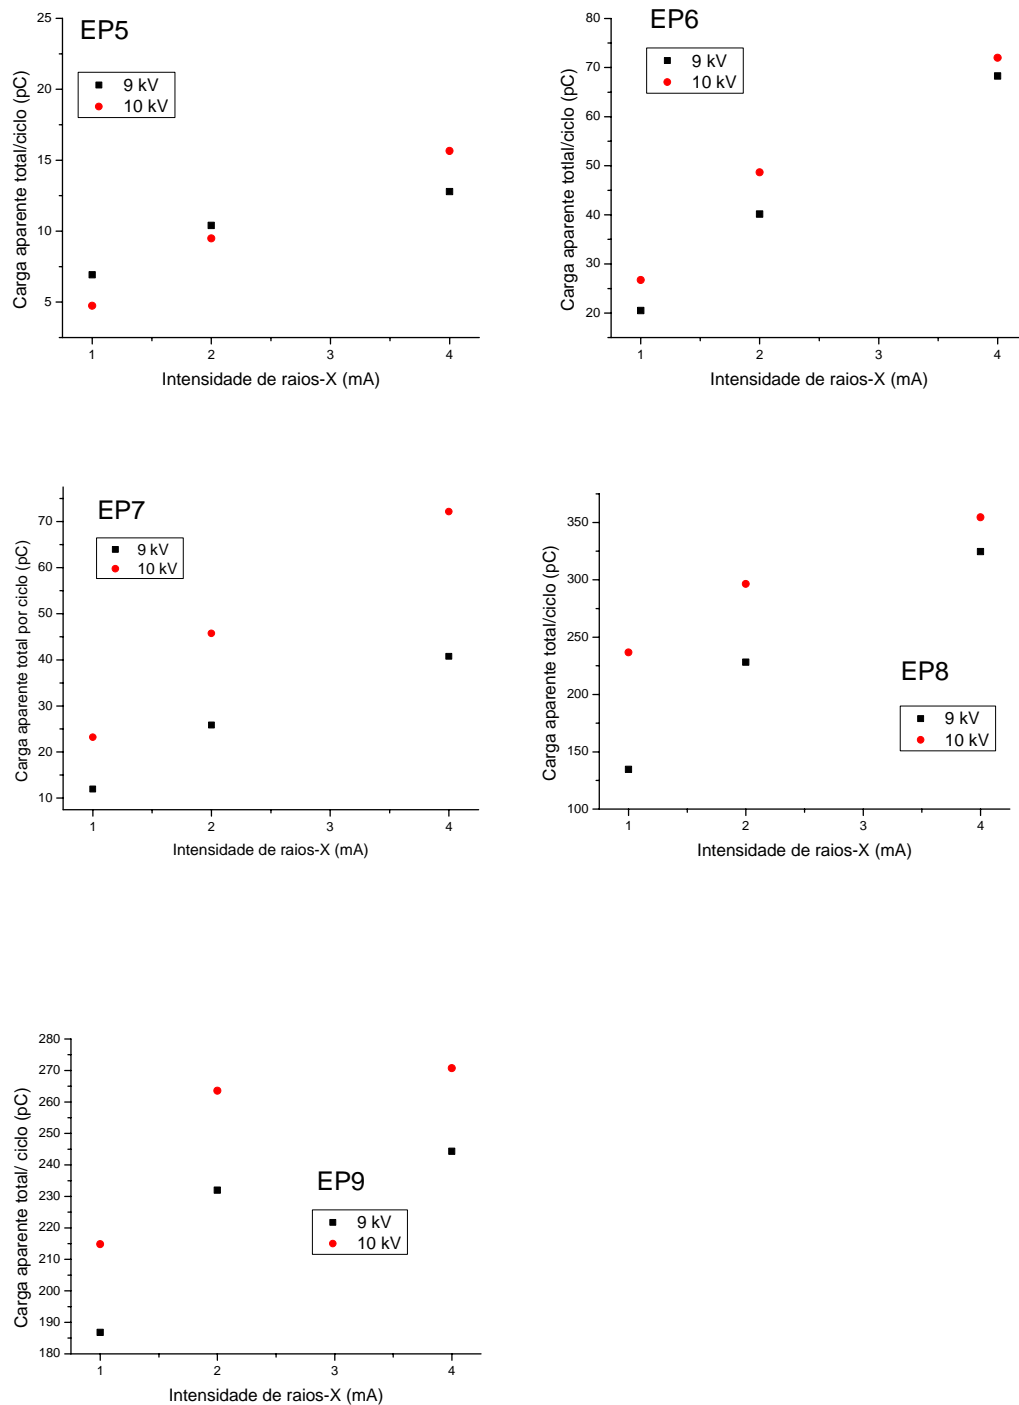 EP5
9 kV
10 kV
25
20
15
10
5
1
2
3
4
Carga aparente total/ciclo (pC)
Intensidade de raios-X (mA)
EP6
9 kV
10 kV
80
70
60
50
40
30
20
1
2
3
4
Carga aparente totlal/ciclo (pC)
Intensidade de raios-X (mA)
EP7
9 kV
10 kV
70
60
50
40
30
20
10
1
2
3
4
Carga aparente total por ciclo (pC)
Intensidade de raios-X (mA)
EP8
9 kV
10 kV
350
300
250
200
150
100
1
2
3
4
Carga aparente total/ciclo (pC)
Intensidade de raios-X (mA)
EP9
9 kV
10 kV
280
270
260
250
240
230
220
210
200
190
180
1
2
3
4
Carga aparente total/ ciclo (pC)
Intensidade de raios-X (mA)